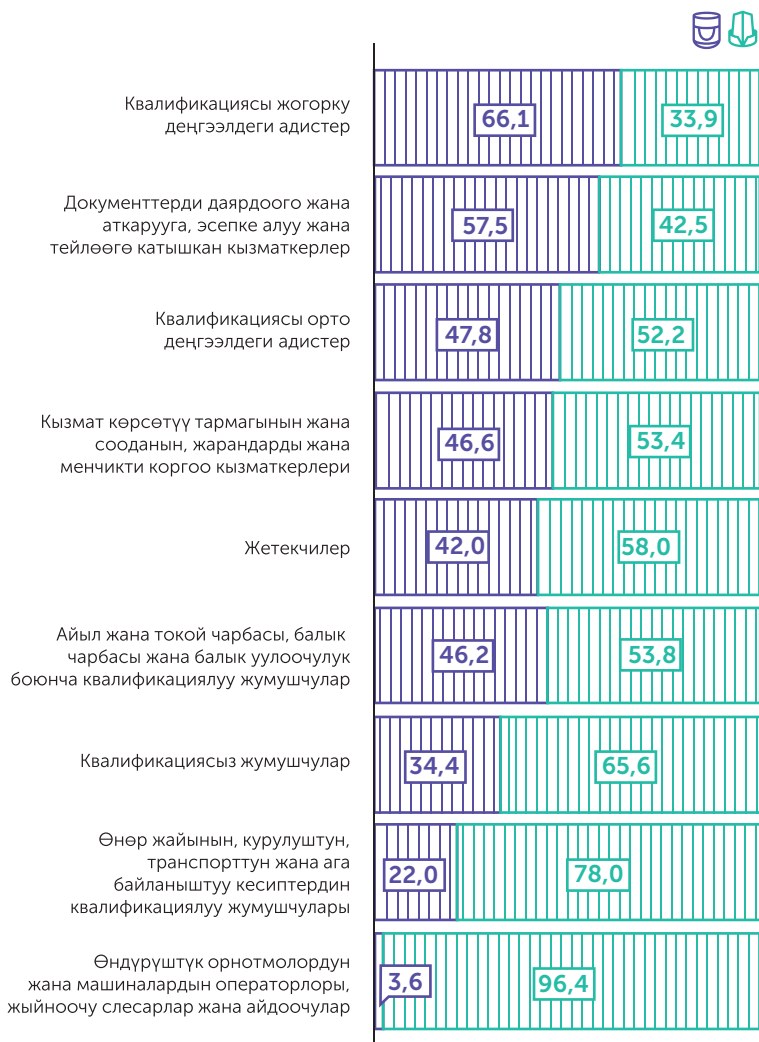 Квалификациясы жогорку
деңгээлдеги адистер
66,1
33,9
Документтерди даярдоого жана
аткарууга, эсепке алуу жана
тейлөөгө катышкан кызматкерлер
57,5
42,5
Квалификациясы орто
деңгээлдеги адистер
47,8
52,2
Кызмат көрсөтүү тармагынын жана
сооданын, жарандарды жана
менчикти коргоо кызматкерлери
46,6
53,4
Жетекчилер
42,0
58,0
Айыл жана токой чарбасы, балык
чарбасы жана балык уулоочулук
боюнча квалификациялуу жумушчулар
46,2
53,8
Квалификациясыз жумушчулар
34,4
65,6
Өнөр жайынын, курулуштун,
транспорттун жана ага
байланыштуу кесиптердин
квалификациялуу жумушчулары
22,0
78,0
Өндүрүштүк орнотмолордун
жана машиналардын операторлоры,
жыйноочу слесарлар жана айдоочулар
3,6
96,4